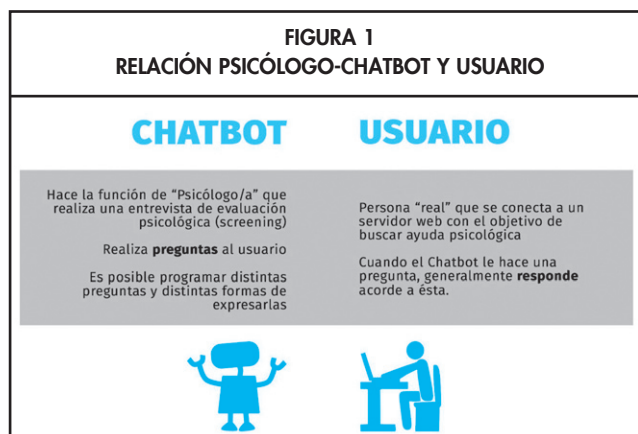 FIGURA 1
RELACIÓN PSICÓLOGO-CHATBOT Y USUARIO
CHATBOT
Hace la función de “Psicólogo/a” que
realiza una entrevista de evaluación
psicológica (screening)
Realiza preguntas al usuario
Es posible programar distintas
preguntas y distintas formas de
expresarlas
USUARIO
Persona “real” que se conecta a un
servidor web con el objetivo de
buscar ayuda psicológica
Cuando el Chatbot le hace una
pregunta, generalmente responde
acorde a ésta.